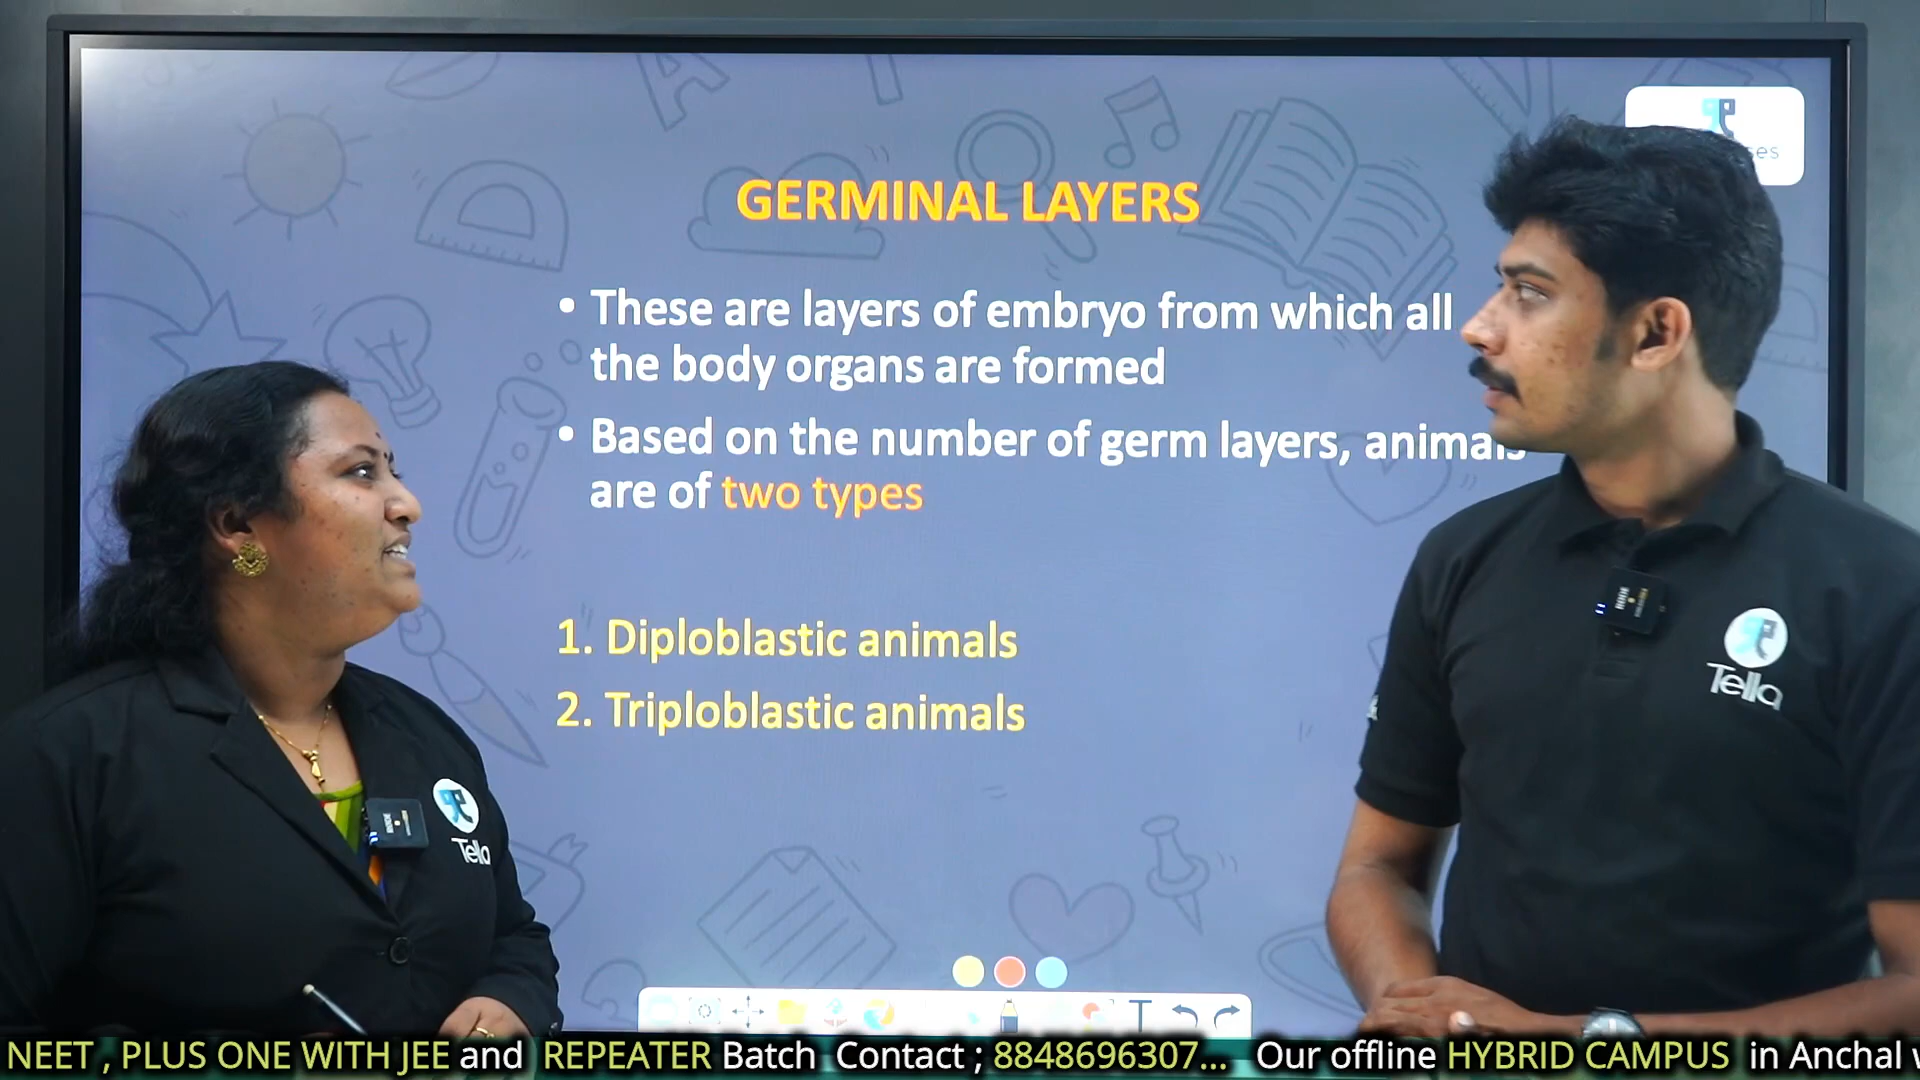 GERMINAL LAYERS
• These are layers of embryo from which all
the body organs are formed
• Based on the number of germ layers, animals
are of two types
1. Diploblastic animals
2. Triploblastic animals
Tella
Tella
RODE
RODE
NEET , PLUS ONE WITH JEE and REPEATER Batch Contact ; 8848696307... Our offline HYBRID CAMPUS in Anchal